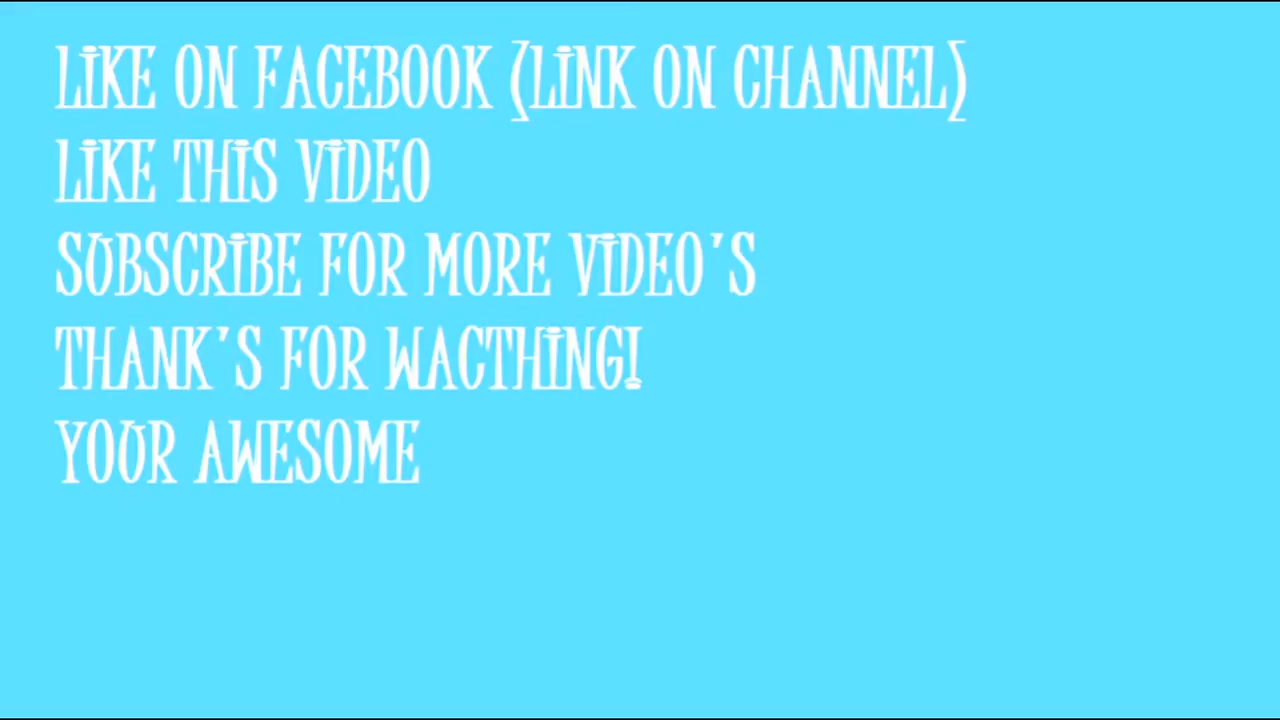 LIKE ON FACEBOOK (LINK ON CHANNEL)
LIKE THIS VIDEO
SUBSCRIBE FOR MORE VIDEO'S
THANK'S FOR WACTHING!
YOUR AWESOME